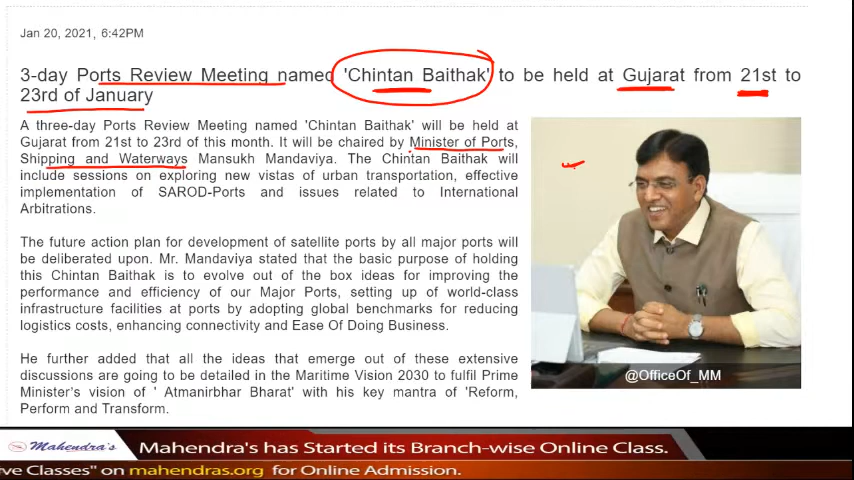 Jan 20, 2021, 6:42PM
3-day Ports Review Meeting named 'Chintan Baithak' to be held at Gujarat from 21st to
23rd of January
A three-day Ports Review Meeting named 'Chintan Baithak' will be held at
Gujarat from 21st to 23rd of this month. It will be chaired by Minister of Ports,
Shipping and Waterways Mansukh Mandaviya. The Chintan Baithak will
include sessions on exploring new vistas of urban transportation, effective
implementation of SAROD-Ports and issues related to International
Arbitrations.
The future action plan for development of satellite ports by all major ports will
be deliberated upon. Mr. Mandaviya stated that the basic purpose of holding
this Chintan Baithak is to evolve out of the box ideas for improving the
performance and efficiency of our Major Ports, setting up of world-class
infrastructure facilities at ports by adopting global benchmarks for reducing
logistics costs, enhancing connectivity and Ease Of Doing Business.
He further added that all the ideas that emerge out of these extensive
discussions are going to be detailed in the Maritime Vision 2030 to fulfil Prime
Minister's vision of ' Atmanirbhar Bharat' with his key mantra of 'Reform,
Perform and Transform.
@OfficeOf_MM
Mahendra's Mahendra's has Started its Branch-wise Online Class.
ve Classes" on mahendras.org for Online Admission.